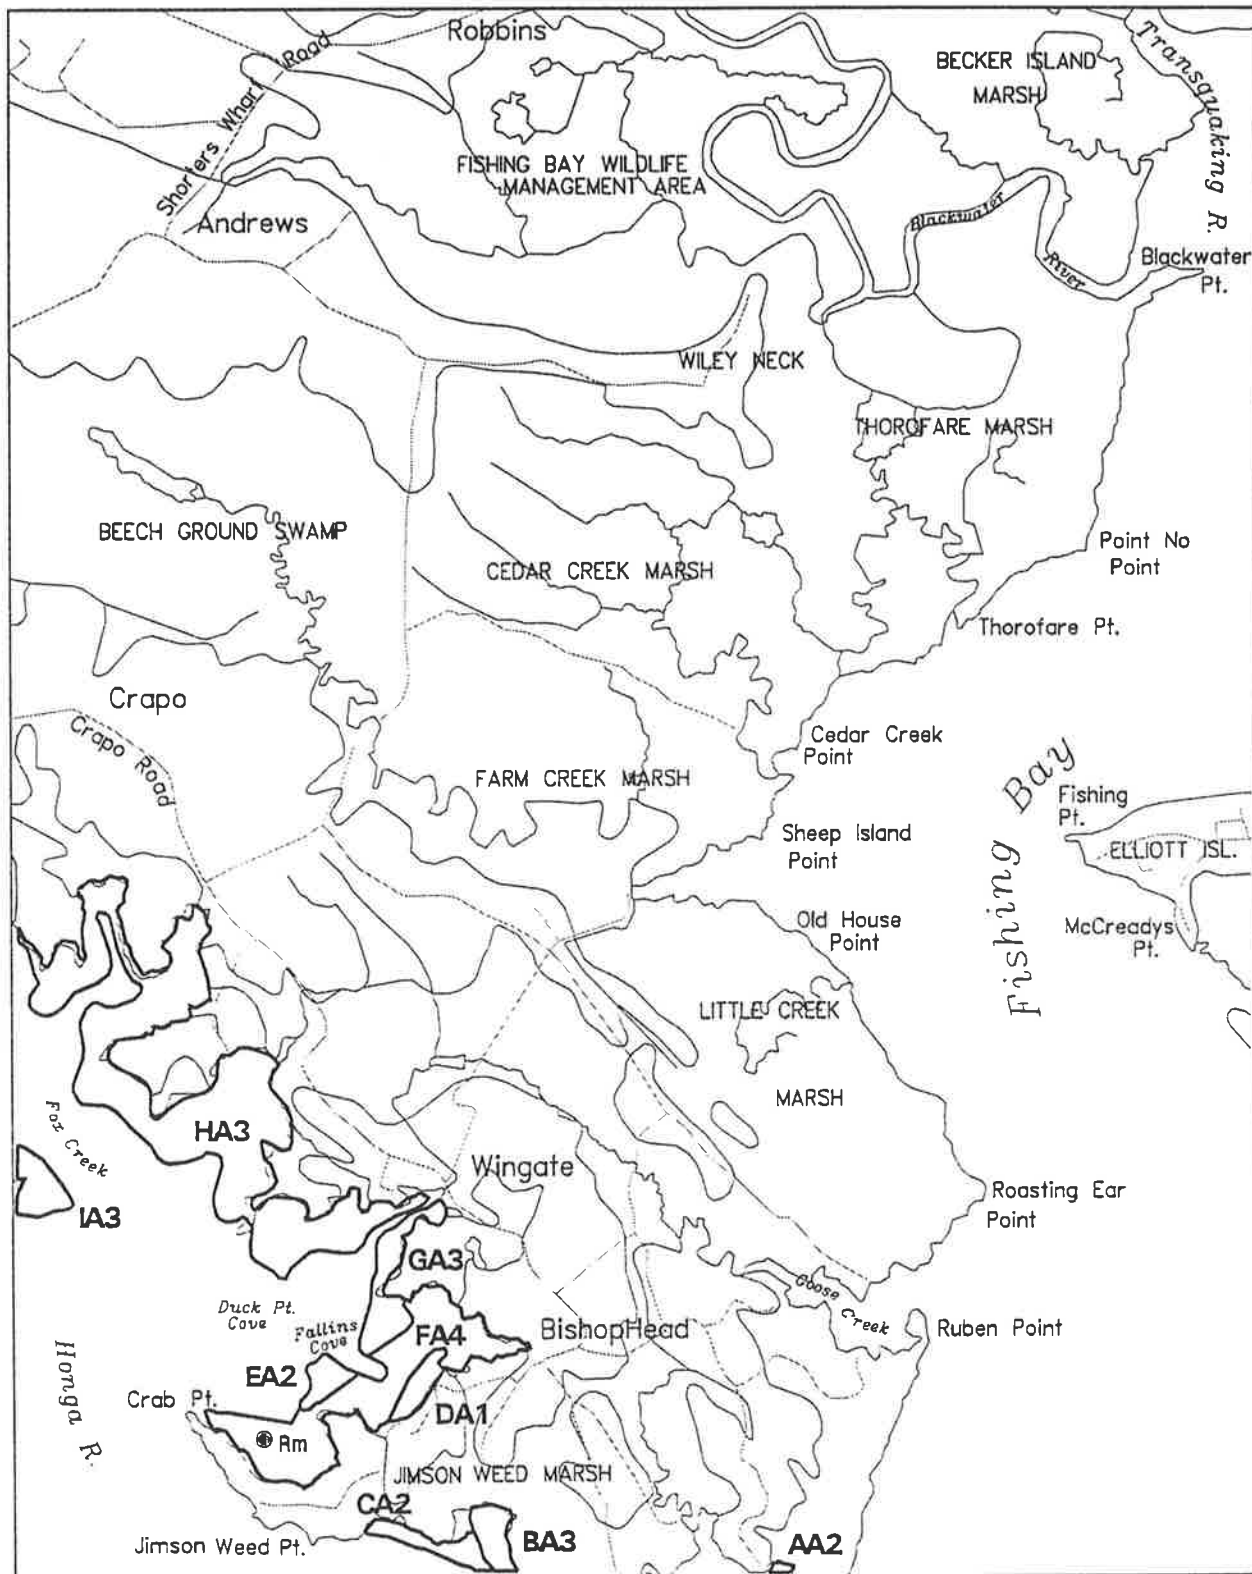 Robbins
Transquaking R.
BECKER ISLAND
MARSH
Shorters Wharf Road
FISHING BAY WILDLIFE
MANAGEMENT AREA
Andrews
Blackwater
River
Blackwater
Pt.
WILEY NECK
THOROFARE MARSH
BEECH GROUND SWAMP
CEDAR CREEK MARSH
Point No
Point
Thorofare Pt.
Crapo
Crapo Road
Cedar Creek
Point
FARM CREEK MARSH
Fishing Bay
Fishing
Pt.
Sheep Island
Point
ELLIOTT ISL.
Old House
Point
McCreadys
Pt.
LITTLE CREEK
MARSH
Fox Creek
HA3
Wingate
IA3
Roasting Ear
Point
GA3
Goose
Creek
Duck Pt.
Cove
Fallins
Cove
FA4
BishopHead
Ruben Point
Honga R.
EA2
Crab Pt.
DA1
Rm
JIMSON WEED MARSH
CA2
Jimson Weed Pt.
BA3
AA2